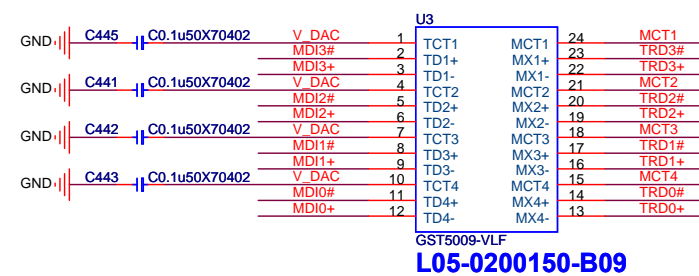 U3
GND C445 C0.1u50X70402 V_DAC 1 TCT1 MCT1 24 MCT1
MDI3# 2 TD1+ MX1+ 23 TRD3#
MDI3+ 3 TD1- MX1- 22 TRD3+
GND C441 C0.1u50X70402 V_DAC 4 TCT2 MCT2 21 MCT2
MDI2# 5 TD2+ MX2+ 20 TRD2#
MDI2+ 6 TD2- MX2- 19 TRD2+
GND C442 C0.1u50X70402 V_DAC 7 TCT3 MCT3 18 MCT3
MDI1# 8 TD3+ MX3+ 17 TRD1#
MDI1+ 9 TD3- MX3- 16 TRD1+
GND C443 C0.1u50X70402 V_DAC 10 TCT4 MCT4 15 MCT4
MDI0# 11 TD4+ MX4+ 14 TRD0#
MDI0+ 12 TD4- MX4- 13 TRD0+
GST5009-VLF
L05-0200150-B09